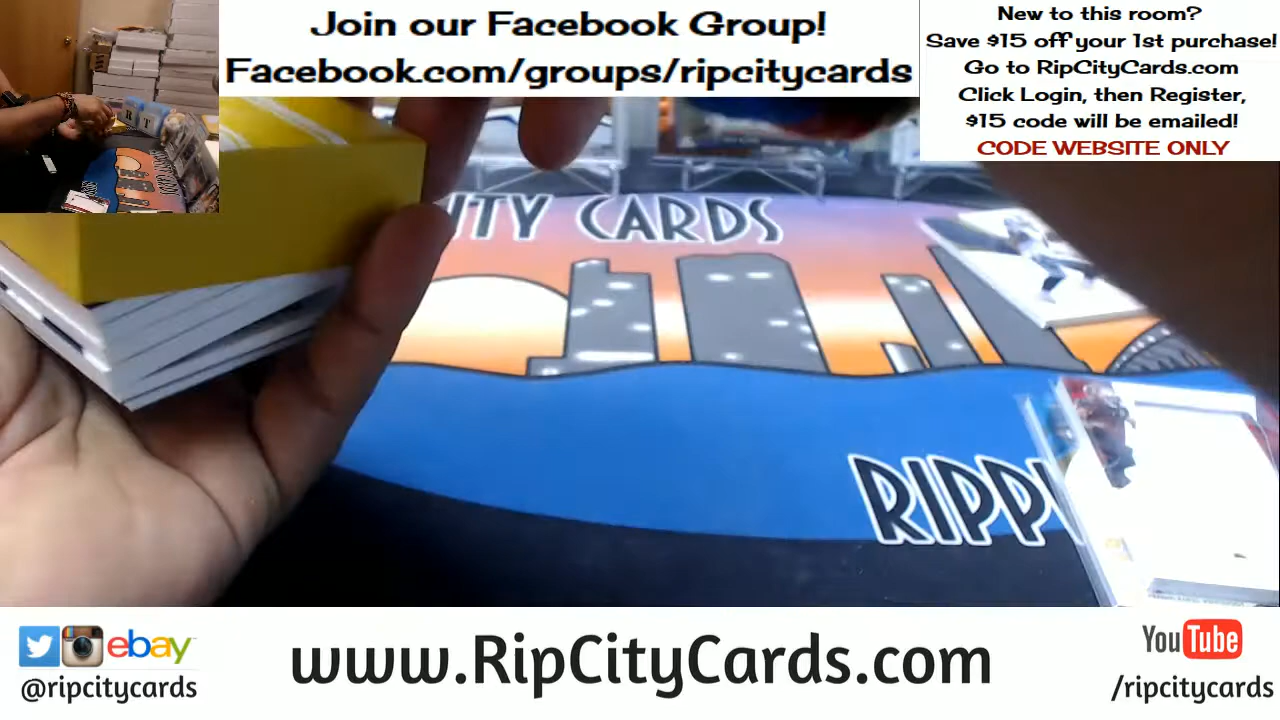 Join our Facebook Group!
Facebook.com/groups/ripcitycards
New to this room?
Save $15 off your 1st purchase!
Go to RipCityCards.com
Click Login, then Register,
$15 code will be emailed!
CODE WEBSITE ONLY
ITY CARDS
RIPP
ebay
@ripcitycards
www.RipCityCards.com
YouTube
/ripcitycards